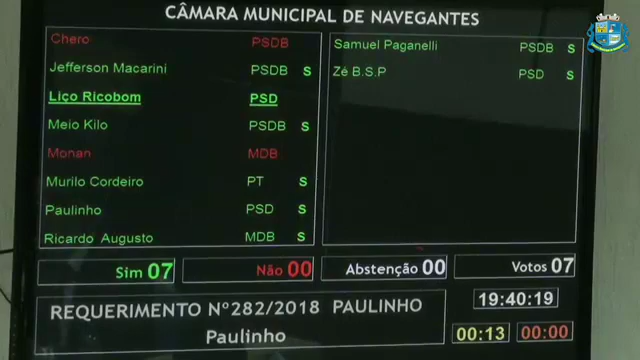 CÂMARA MUNICIPAL DE NAVEGANTES
Chero PSDB
Jefferson Macarini PSDB S
Liço Ricobom PSD
Meio Kilo PSDB S
Monan MDB
Murilo Cordeiro PT S
Paulinho PSD S
Ricardo Augusto MDB S
Samuel Paganelli PSDB S
Zé B.S.P PSD S
Sim 07 Não 00 Abstenção 00 Votos 07
REQUERIMENTO Nº282/2018 PAULINHO
Paulinho
19:40:19
00:13 00:00